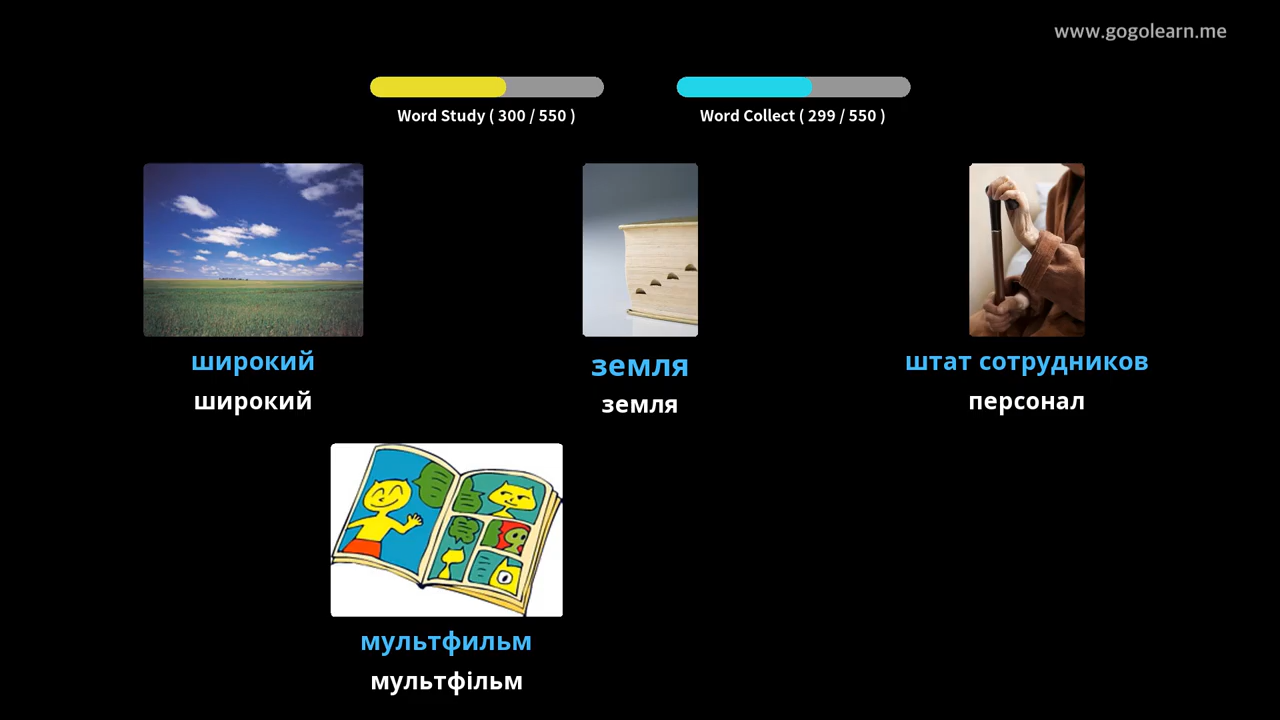 www.gogolearn.me
Word Study ( 300 / 550 )
Word Collect ( 299 / 550 )
широкий
широкий
земля
земля
штат сотрудников
персонал
мультфильм
мультфільм